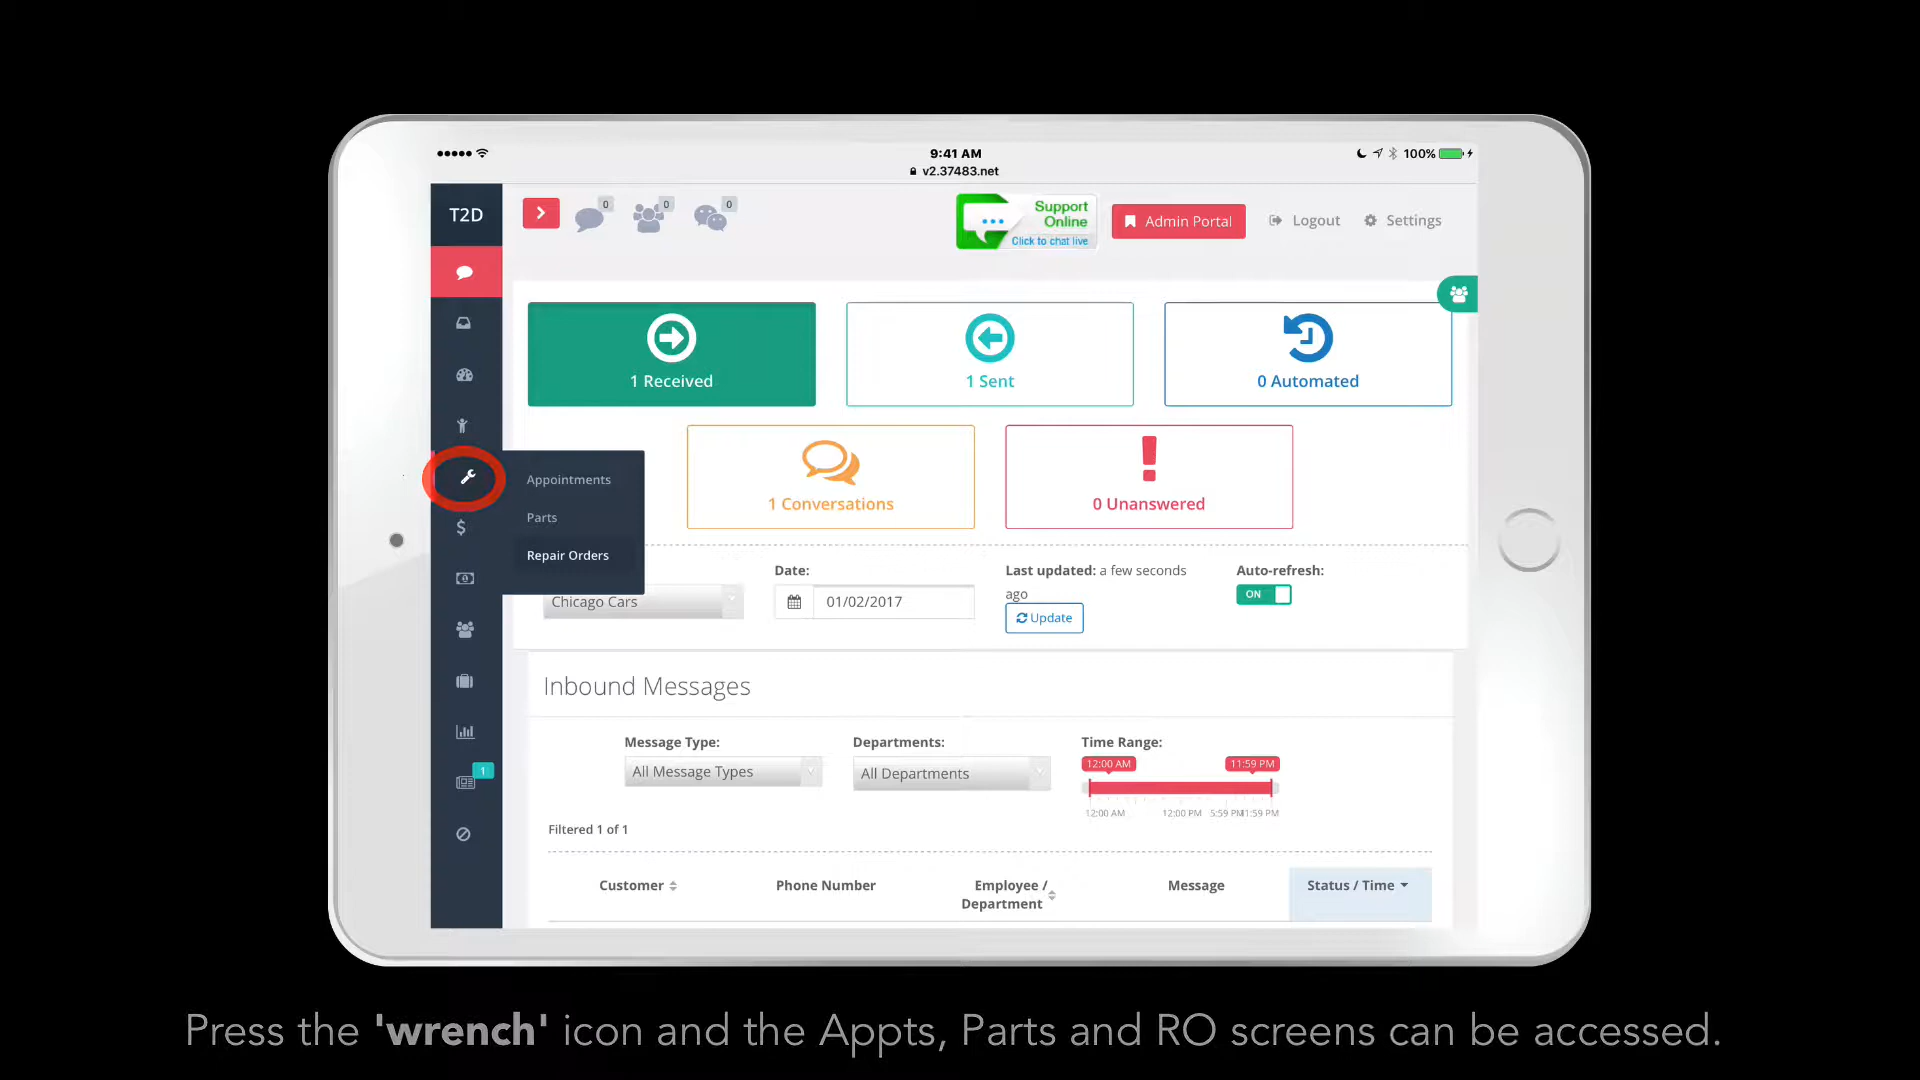 9:41 AM
100%
v2.37483.net
T2D
0
0
0
Support
Online
Click to chat live
Admin Portal
Logout
Settings
1 Received
1 Sent
0 Automated
1 Conversations
0 Unanswered
Appointments
Parts
Repair Orders
$
Chicago Cars
Date:
01/02/2017
Last updated: a few seconds
ago
Update
Auto-refresh:
ON
Inbound Messages
Message Type:
All Message Types
Departments:
All Departments
Time Range:
12:00 AM
11:59 PM
12:00 AM
12:00 PM
5:59 PM
11:59 PM
1
Filtered 1 of 1
Customer
Phone Number
Employee /
Department
Message
Status / Time
Press the 'wrench' icon and the Appts, Parts and RO screens can be accessed.